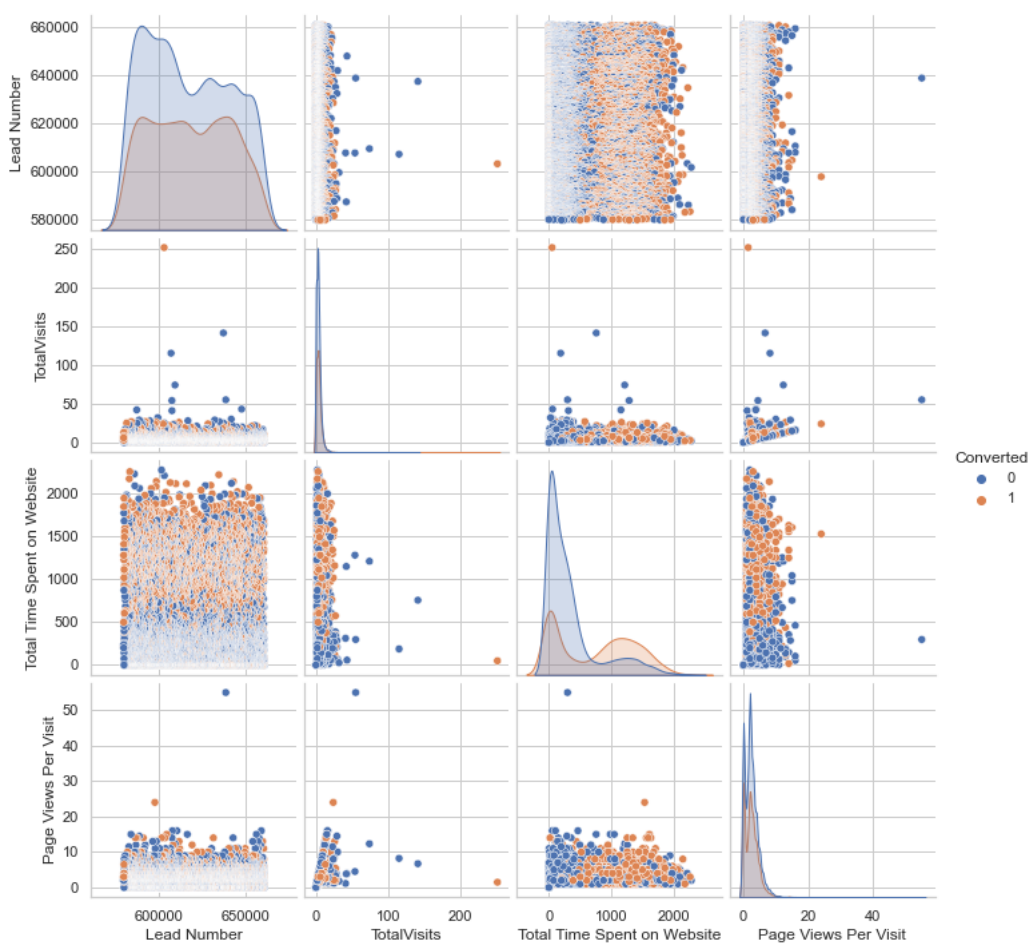 660000
640000
620000
600000
580000
Lead Number
250
200
150
100
50
0
TotalVisits
2000
1500
1000
500
0
Total Time Spent on Website
50
40
30
20
10
0
Page Views Per Visit
600000 650000
Lead Number
0 200
TotalVisits
0 1000 2000
Total Time Spent on Website
0 20 40
Page Views Per Visit
Converted
0
1